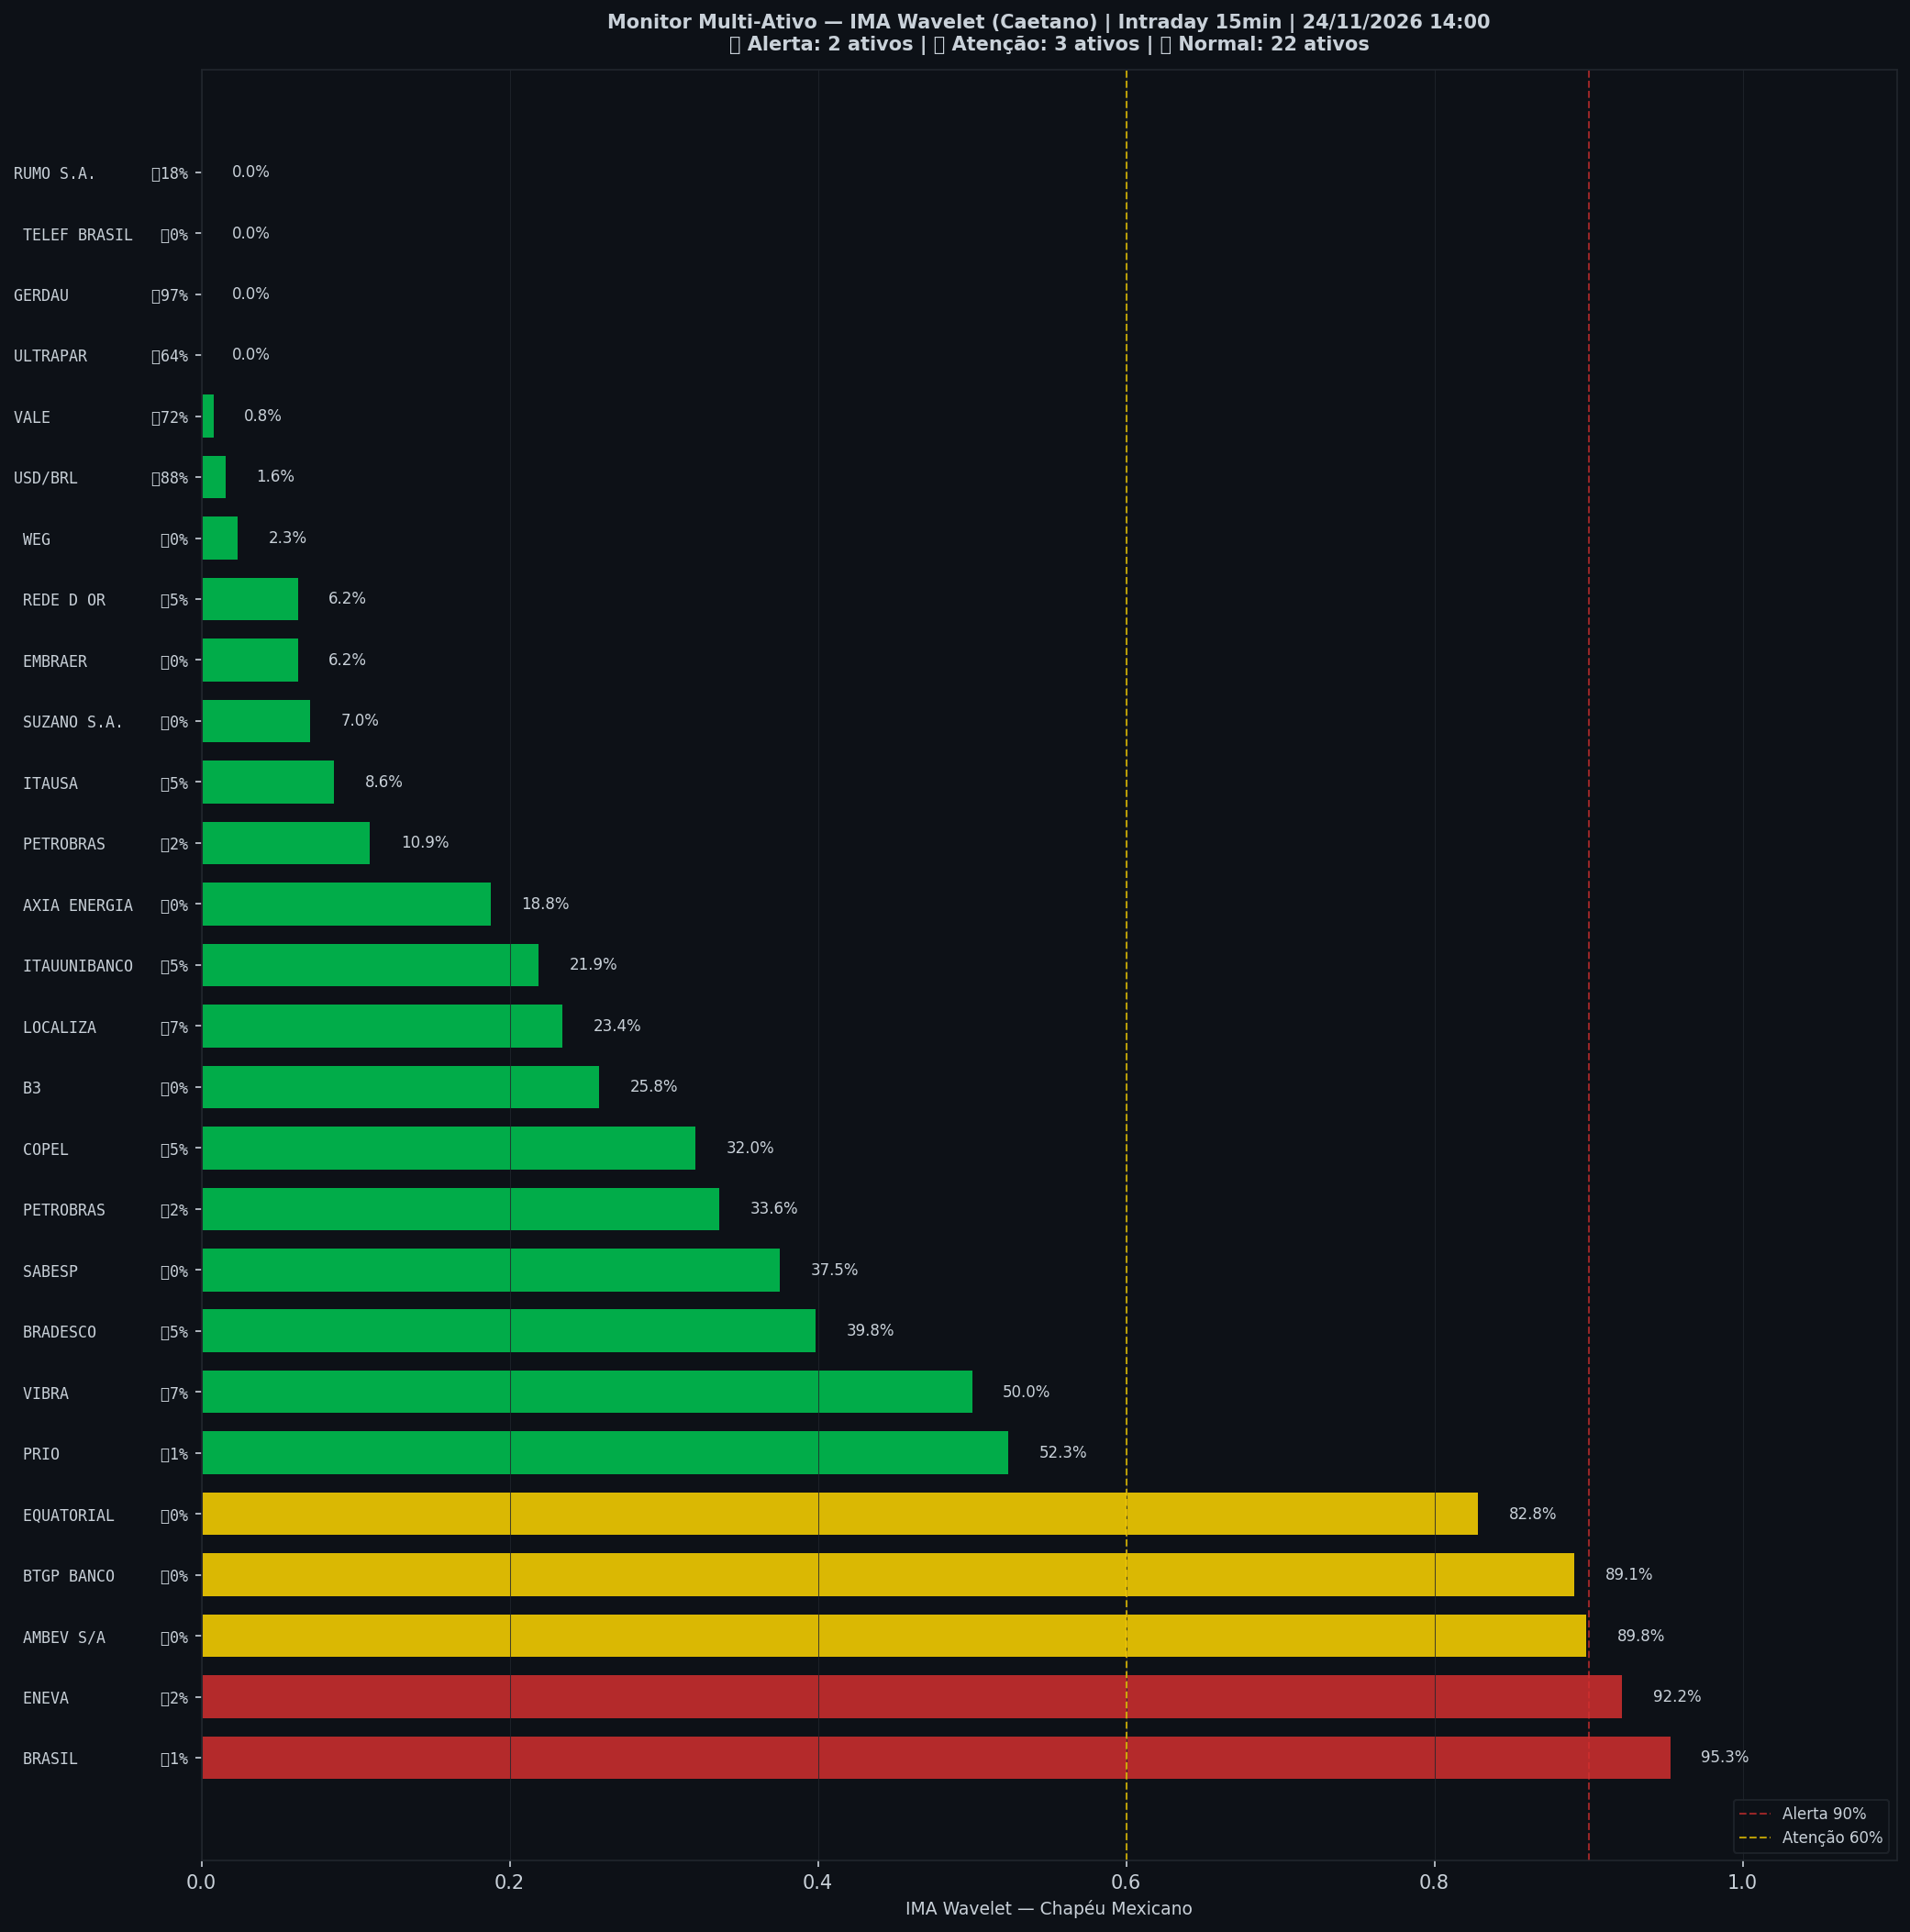 Monitor Multi-Ativo — IMA Wavelet (Caetano) | Intraday 15min | 24/11/2026 14:00
Alerta: 2 ativos | Atenção: 3 ativos | Normal: 22 ativos
RUMO S.A. 18% 0.0%
TELEF BRASIL 0% 0.0%
GERDAU 97% 0.0%
ULTRAPAR 64% 0.0%
VALE 72% 0.8%
USD/BRL 88% 1.6%
WEG 0% 2.3%
REDE D OR 5% 6.2%
EMBRAER 0% 6.2%
SUZANO S.A. 0% 7.0%
ITAUSA 5% 8.6%
PETROBRAS 2% 10.9%
AXIA ENERGIA 0% 18.8%
ITAUUNIBANCO 5% 21.9%
LOCALIZA 7% 23.4%
B3 0% 25.8%
COPEL 5% 32.0%
PETROBRAS 2% 33.6%
SABESP 0% 37.5%
BRADESCO 5% 39.8%
VIBRA 7% 50.0%
PRIO 1% 52.3%
EQUATORIAL 0% 82.8%
BTGP BANCO 0% 89.1%
AMBEV S/A 0% 89.8%
ENEVA 2% 92.2%
BRASIL 1% 95.3%
Alerta 90%
Atenção 60%
0.0 0.2 0.4 0.6 0.8 1.0
IMA Wavelet — Chapéu Mexicano